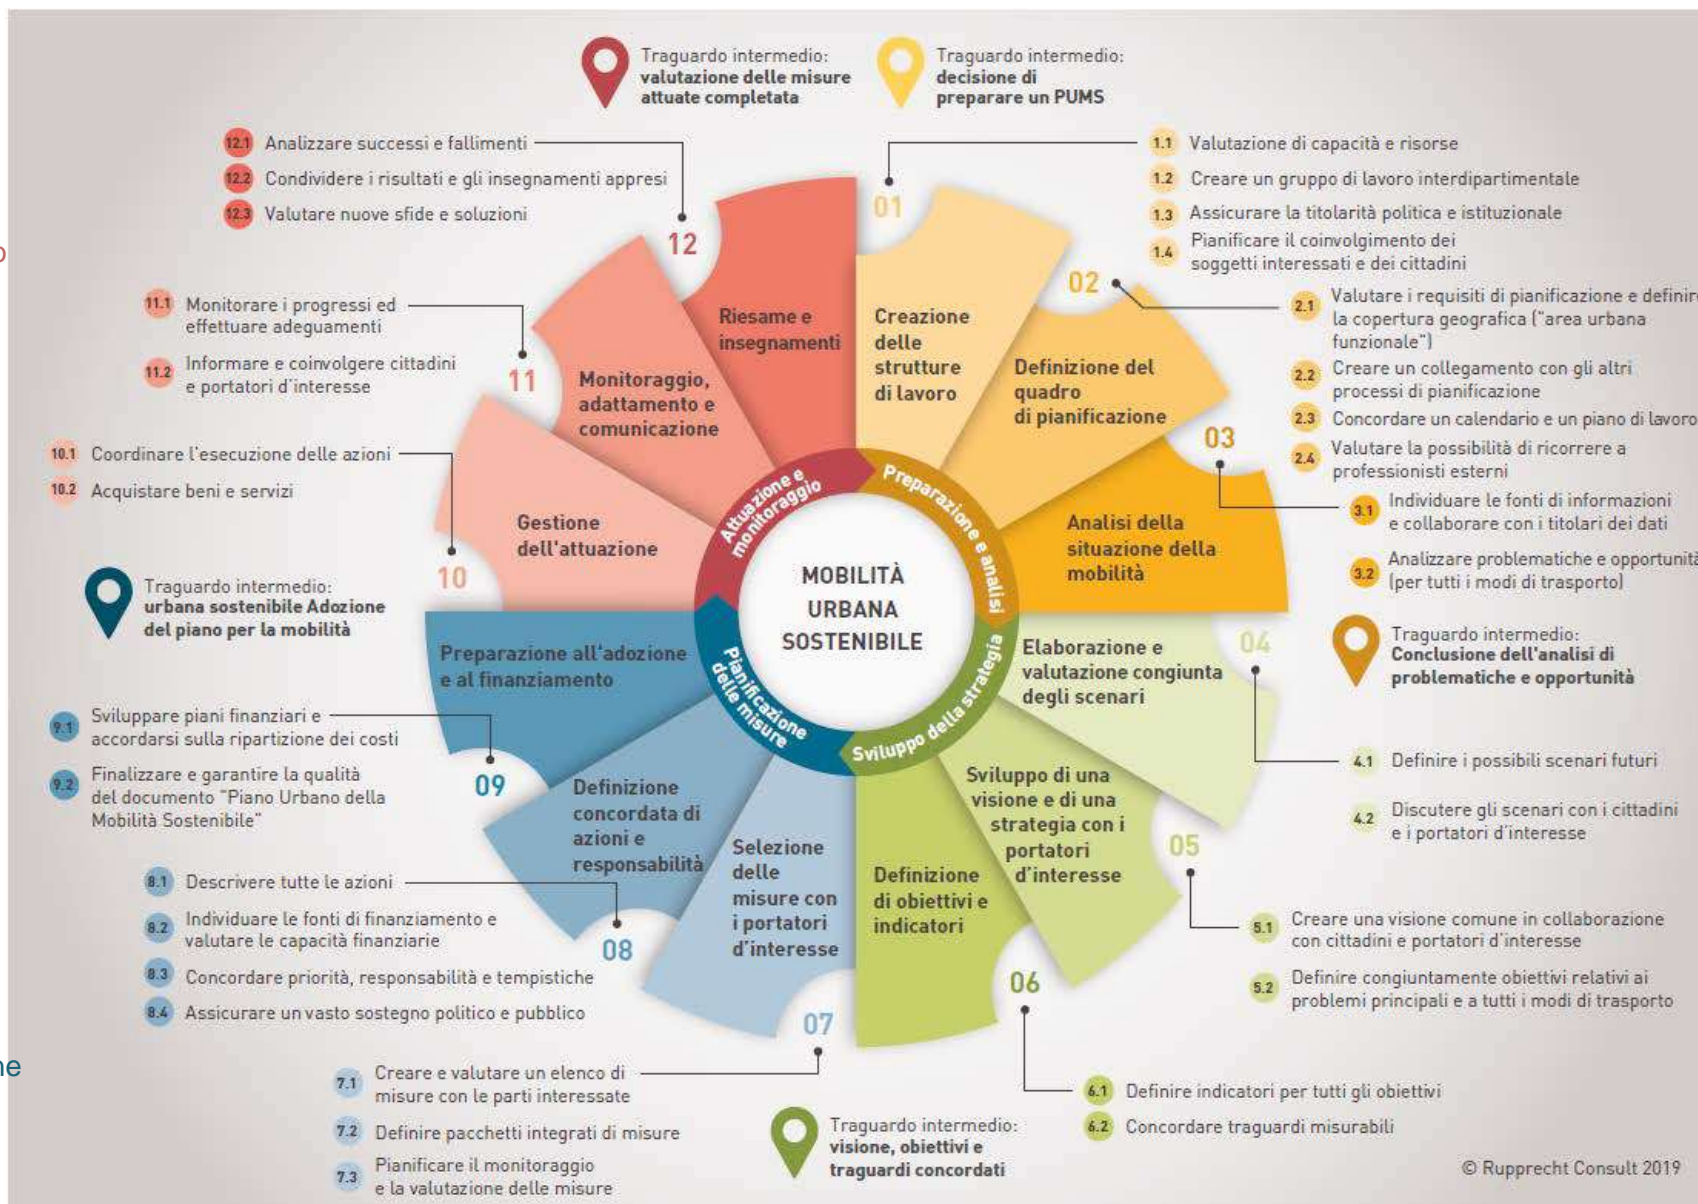 Traguardo intermedio:
valutazione delle misure
attuate completata
Traguardo intermedio:
decisione di
preparare un PUMS
12.1 Analizzare successi e fallimenti
12.2 Condividere i risultati e gli insegnamenti appresi
12.3 Valutare nuove sfide e soluzioni
1.1 Valutazione di capacità e risorse
1.2 Creare un gruppo di lavoro interdipartimentale
1.3 Assicurare la titolarità politica e istituzionale
1.4 Pianificare il coinvolgimento dei
soggetti interessati e dei cittadini
11.1 Monitorare i progressi ed
effettuare adeguamenti
11.2 Informare e coinvolgere cittadini
e portatori d'interesse
2.1 Valutare i requisiti di pianificazione e definire
la copertura geografica ("area urbana
funzionale")
2.2 Creare un collegamento con gli altri
processi di pianificazione
2.3 Concordare un calendario e un piano di lavoro
2.4 Valutare la possibilità di ricorrere a
professionisti esterni
10.1 Coordinare l'esecuzione delle azioni
10.2 Acquistare beni e servizi
3.1 Individuare le fonti di informazioni
e collaborare con i titolari dei dati
3.2 Analizzare problematiche e opportunità
(per tutti i modi di trasporto)
01
Creazione
delle
strutture
di lavoro
02
Definizione del
quadro
di pianificazione
03
Analisi della
situazione della
mobilità
04
Elaborazione e
valutazione congiunta
degli scenari
05
Sviluppo di una
visione e di una
strategia con i
portatori
d'interesse
06
Definizione
di obiettivi e
indicatori
07
Selezione
delle
misure con
i portatori
d'interesse
08
Definizione
concordata di
azioni e
responsabilità
09
Preparazione all'adozione
e al finanziamento
10
Gestione
dell'attuazione
11
Monitoraggio,
adattamento e
comunicazione
12
Riesame e
insegnamenti
Preparazione e analisi
Sviluppo della strategia
Pianificazione
delle misure
Attuazione e
monitoraggio
MOBILITÀ
URBANA
SOSTENIBILE
Traguardo intermedio:
urbana sostenibile Adozione
del piano per la mobilità
Traguardo intermedio:
Conclusione dell'analisi di
problematiche e opportunità
9.1 Sviluppare piani finanziari e
accordarsi sulla ripartizione dei costi
9.2 Finalizzare e garantire la qualità
del documento "Piano Urbano della
Mobilità Sostenibile"
4.1 Definire i possibili scenari futuri
4.2 Discutere gli scenari con i cittadini
e i portatori d'interesse
8.1 Descrivere tutte le azioni
8.2 Individuare le fonti di finanziamento e
valutare le capacità finanziarie
8.3 Concordare priorità, responsabilità e tempistiche
8.4 Assicurare un vasto sostegno politico e pubblico
5.1 Creare una visione comune in collaborazione
con cittadini e portatori d'interesse
5.2 Definire congiuntamente obiettivi relativi ai
problemi principali e a tutti i modi di trasporto
7.1 Creare e valutare un elenco di
misure con le parti interessate
7.2 Definire pacchetti integrati di misure
7.3 Pianificare il monitoraggio
e la valutazione delle misure
Traguardo intermedio:
visione, obiettivi e
traguardi concordati
6.1 Definire indicatori per tutti gli obiettivi
6.2 Concordare traguardi misurabili
© Rupprecht Consult 2019